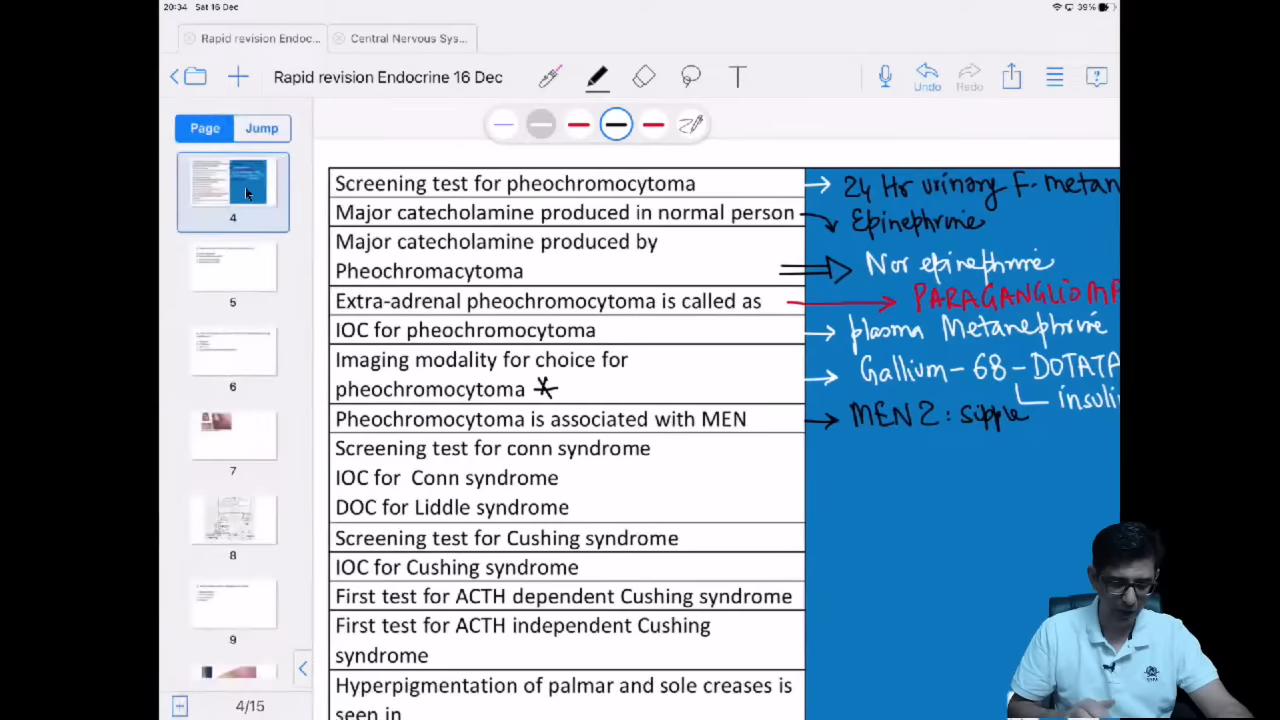 20:34 Sat 16 Dec
39%
Rapid revision Endoc...
Central Nervous Sys...
Rapid revision Endocrine 16 Dec
T
Undo
Redo
Page
Jump
4
5
6
7
8
9
4/15
Screening test for pheochromocytoma → 24 Hr urinary F. metan
Major catecholamine produced in normal person Epinephrine
Major catecholamine produced by
Pheochromacytoma ⇒ Nor epinephrine
Extra-adrenal pheochromocytoma is called as → PARAGANGLIOMA
IOC for pheochromocytoma → plasma Metanephrine
Imaging modality for choice for
pheochromocytoma * → Gallium-68-DOTATA
insuli
Pheochromocytoma is associated with MEN → MEN 2: sipple
Screening test for conn syndrome
IOC for Conn syndrome
DOC for Liddle syndrome
Screening test for Cushing syndrome
IOC for Cushing syndrome
First test for ACTH dependent Cushing syndrome
First test for ACTH independent Cushing
syndrome
Hyperpigmentation of palmar and sole creases is
seen in